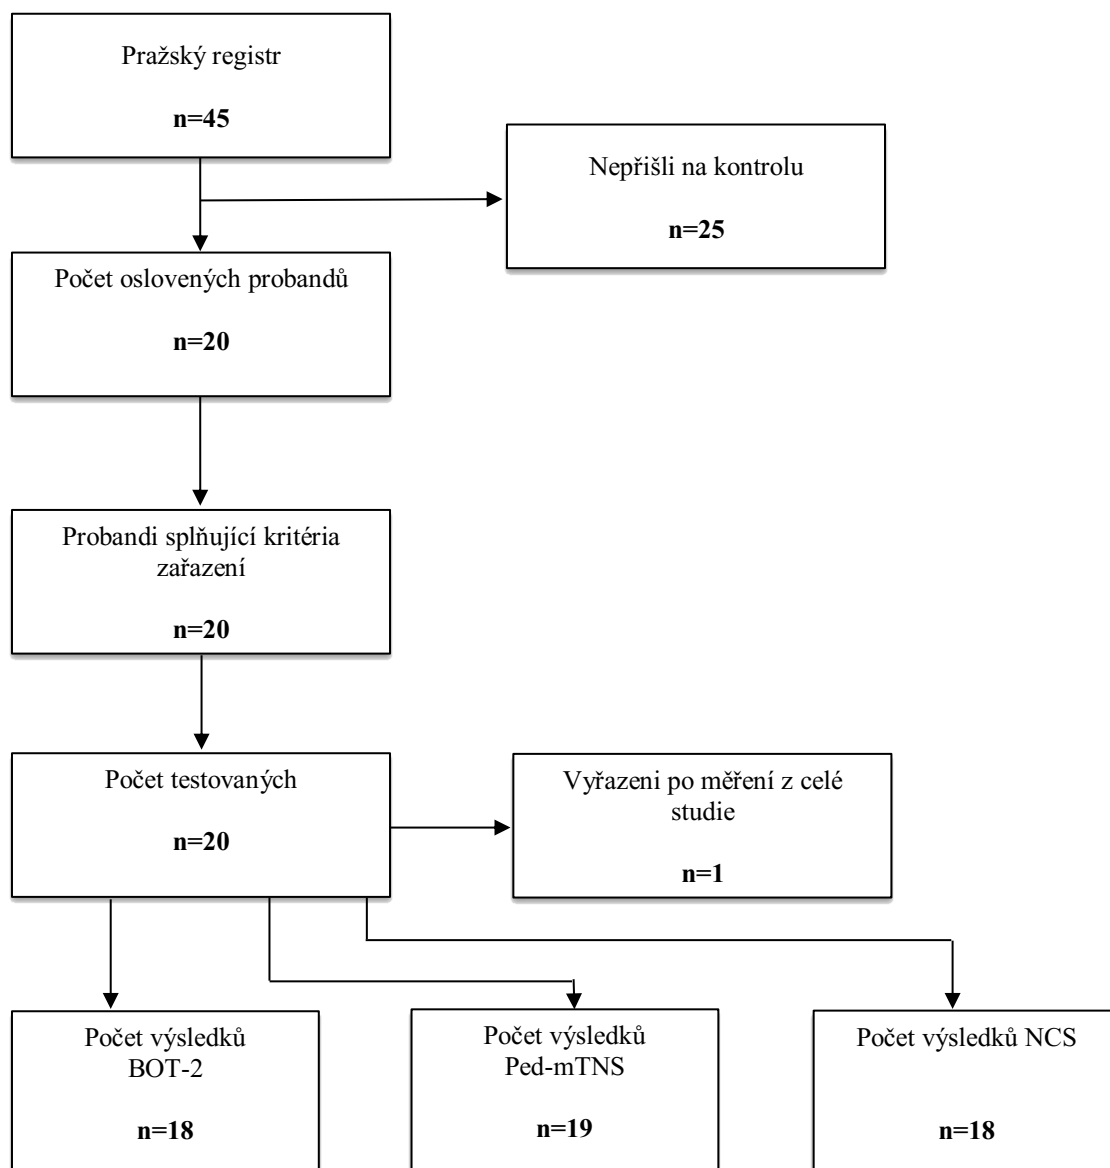 Pražský registr
n=45
Nepřišli na kontrolu
n=25
Počet oslovených probandů
n=20
Probandi splňující kritéria
zařazení
n=20
Počet testovaných
n=20
Vyřazeni po měření z celé
studie
n=1
Počet výsledků
BOT-2
n=18
Počet výsledků
Ped-mTNS
n=19
Počet výsledků NCS
n=18